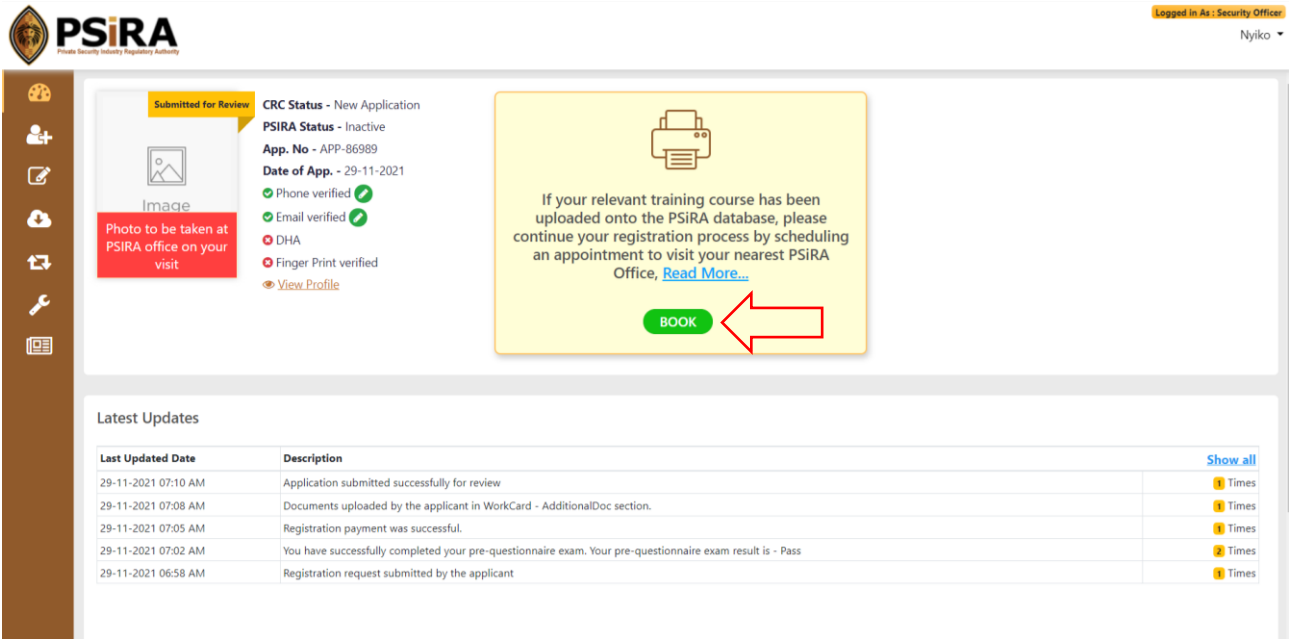 PSiRA
Private Security Industry Regulatory Authority
Logged in As : Security Officer
Nyiko
Submitted for Review
Image
Photo to be taken at
PSIRA office on your
visit
CRC Status - New Application
PSIRA Status - Inactive
App. No - APP-86989
Date of App. - 29-11-2021
Phone verified
Email verified
DHA
Finger Print verified
View Profile
If your relevant training course has been
uploaded onto the PSiRA database, please
continue your registration process by scheduling
an appointment to visit your nearest PSiRA
Office, Read More...
BOOK
Latest Updates
Last Updated Date Description Show all
29-11-2021 07:10 AM Application submitted successfully for review 1 Times
29-11-2021 07:08 AM Documents uploaded by the applicant in WorkCard - AdditionalDoc section. 1 Times
29-11-2021 07:05 AM Registration payment was successful. 1 Times
29-11-2021 07:02 AM You have successfully completed your pre-questionnaire exam. Your pre-questionnaire exam result is - Pass 2 Times
29-11-2021 06:58 AM Registration request submitted by the applicant 1 Times